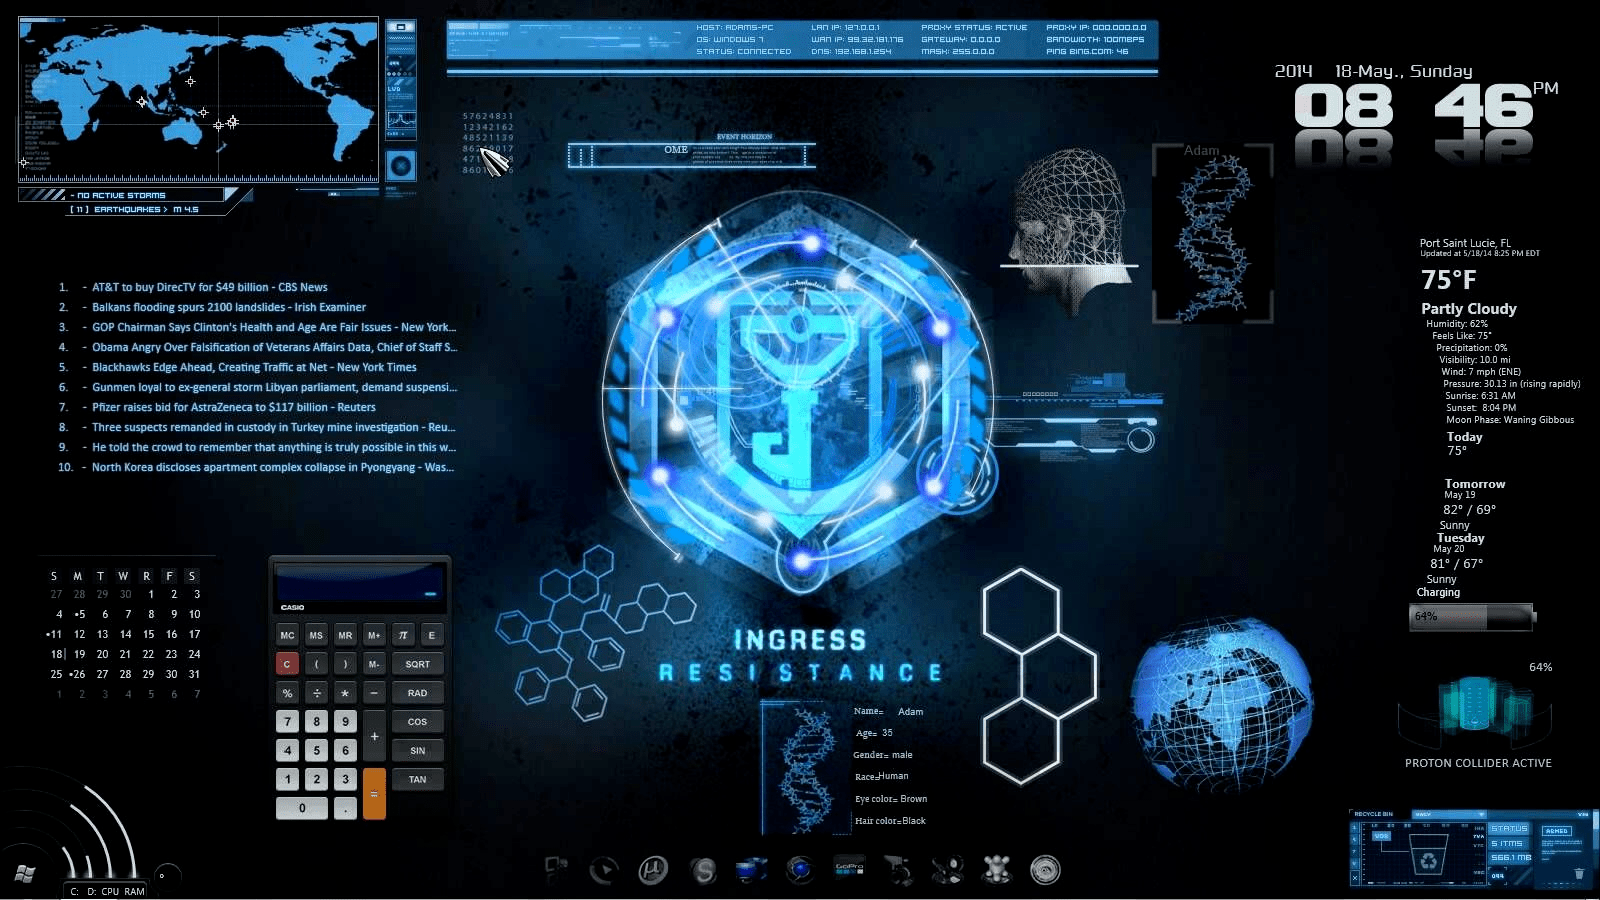 HOST: ADAMS-PC
OS: WINDOWS 7
STATUS: CONNECTED
LAN IP: 127.0.0.1
WAN IP: 99.32.181.176
DNS: 192.168.1.254
PROXY STATUS: ACTIVE
GATEWAY: 0.0.0.0
MASK: 255.0.0.0
PROXY IP: 000.000.0.0
BANDWIDTH: 100MBPS
PING BING.COM: 46
2014 18-May., Sunday
08 46 PM
- NO ACTIVE STORMS
[ 11 ] EARTHQUAKES > M 4.5
57624831
12342162
48521139
EVENT HORIZON
OME
Adam
Port Saint Lucie, FL
Updated at 5/18/14 8:25 PM EDT
75°F
Partly Cloudy
Humidity: 62%
Feels Like: 75°
Precipitation: 0%
Visibility: 10.0 mi
Wind: 7 mph (ENE)
Pressure: 30.13 in (rising rapidly)
Sunrise: 6:31 AM
Sunset: 8:04 PM
Moon Phase: Waning Gibbous
Today
75°
Tomorrow
May 19
82° / 69°
Sunny
Tuesday
May 20
81° / 67°
Sunny
Charging
64%
64%
PROTON COLLIDER ACTIVE
1. - AT&T to buy DirecTV for $49 billion - CBS News
2. - Balkans flooding spurs 2100 landslides - Irish Examiner
3. - GOP Chairman Says Clinton's Health and Age Are Fair Issues - New York...
4. - Obama Angry Over Falsification of Veterans Affairs Data, Chief of Staff S...
5. - Blackhawks Edge Ahead, Creating Traffic at Net - New York Times
6. - Gunmen loyal to ex-general storm Libyan parliament, demand suspensi...
7. - Pfizer raises bid for AstraZeneca to $117 billion - Reuters
8. - Three suspects remanded in custody in Turkey mine investigation - Reu...
9. - He told the crowd to remember that anything is truly possible in this w...
10. - North Korea discloses apartment complex collapse in Pyongyang - Was...
S M T W R F S
27 28 29 30 1 2 3
4 •5 6 7 8 9 10
•11 12 13 14 15 16 17
18| 19 20 21 22 23 24
25 •26 27 28 29 30 31
1 2 3 4 5 6 7
CASIO
MC MS MR M+ π E
C ( ) M- SQRT
% ÷ * − RAD
7 8 9 + COS
4 5 6 SIN
1 2 3 = TAN
0 .
INGRESS
RESISTANCE
Name= Adam
Age= 35
Gender= male
Race=Human
Eye color= Brown
Hair color=Black
C: D: CPU RAM
GoPro
RECYCLE BIN
STATUS
5 ITMS
566.1 MB
ARMED